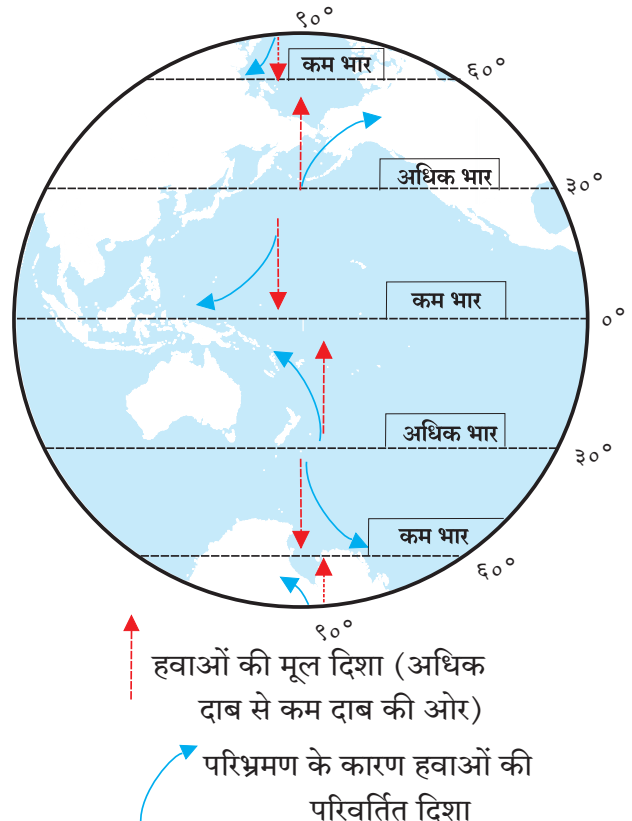 ९०°
कम भार
६०°
अधिक भार
३०°
कम भार
०°
अधिक भार
३०°
कम भार
६०°
९०°
हवाओं की मूल दिशा (अधिक
दाब से कम दाब की ओर)
परिभ्रमण के कारण हवाओं की
परिवर्तित दिशा